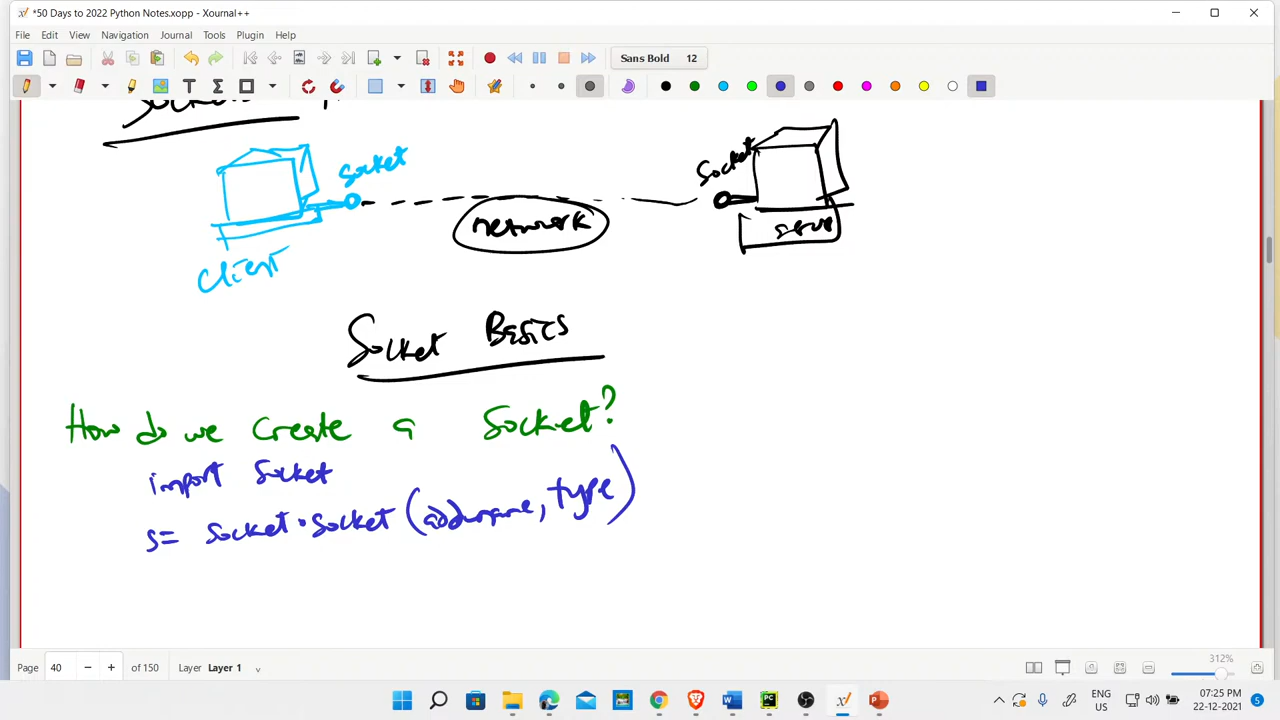 *50 Days to 2022 Python Notes.xopp - Xournal++
File Edit View Navigation Journal Tools Plugin Help
Sans Bold 12
socket
socket
network
client
Socket Basics
How do we create a Socket?
import socket
s= socket.socket ( , type)
Page 40 of 150 Layer Layer 1
312%
ENG
US
07:25 PM
22-12-2021
5